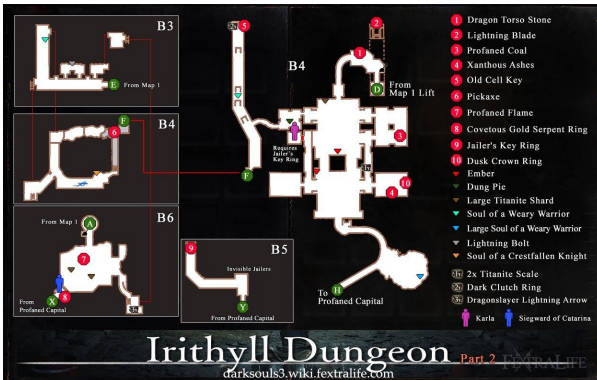 B3
From Map 1
E
B4
F
6
B6
From Map 1
A
7
X
8
From
Profaned Capital
B5
9
Invisible Jailers
Y
From Profaned Capital
B4
5
2
1
D
From
Map 1 Lift
Requires
Jailer's
Key Ring
F
3
4
10
To
Profaned Capital
H
1 Dragon Torso Stone
2 Lightning Blade
3 Profaned Coal
4 Xanthous Ashes
5 Old Cell Key
6 Pickaxe
7 Profaned Flame
8 Covetous Gold Serpent Ring
9 Jailer's Key Ring
10 Dusk Crown Ring
Ember
Dung Pie
Large Titanite Shard
Soul of a Weary Warrior
Large Soul of a Weary Warrior
Lightning Bolt
Soul of a Crestfallen Knight
2x Titanite Scale
Dark Clutch Ring
Dragonslayer Lightning Arrow
Karla
Siegward of Catarina
Irithyll Dungeon
Part 2
FEXTRALIFE
darksouls3.wiki.fextralife.com